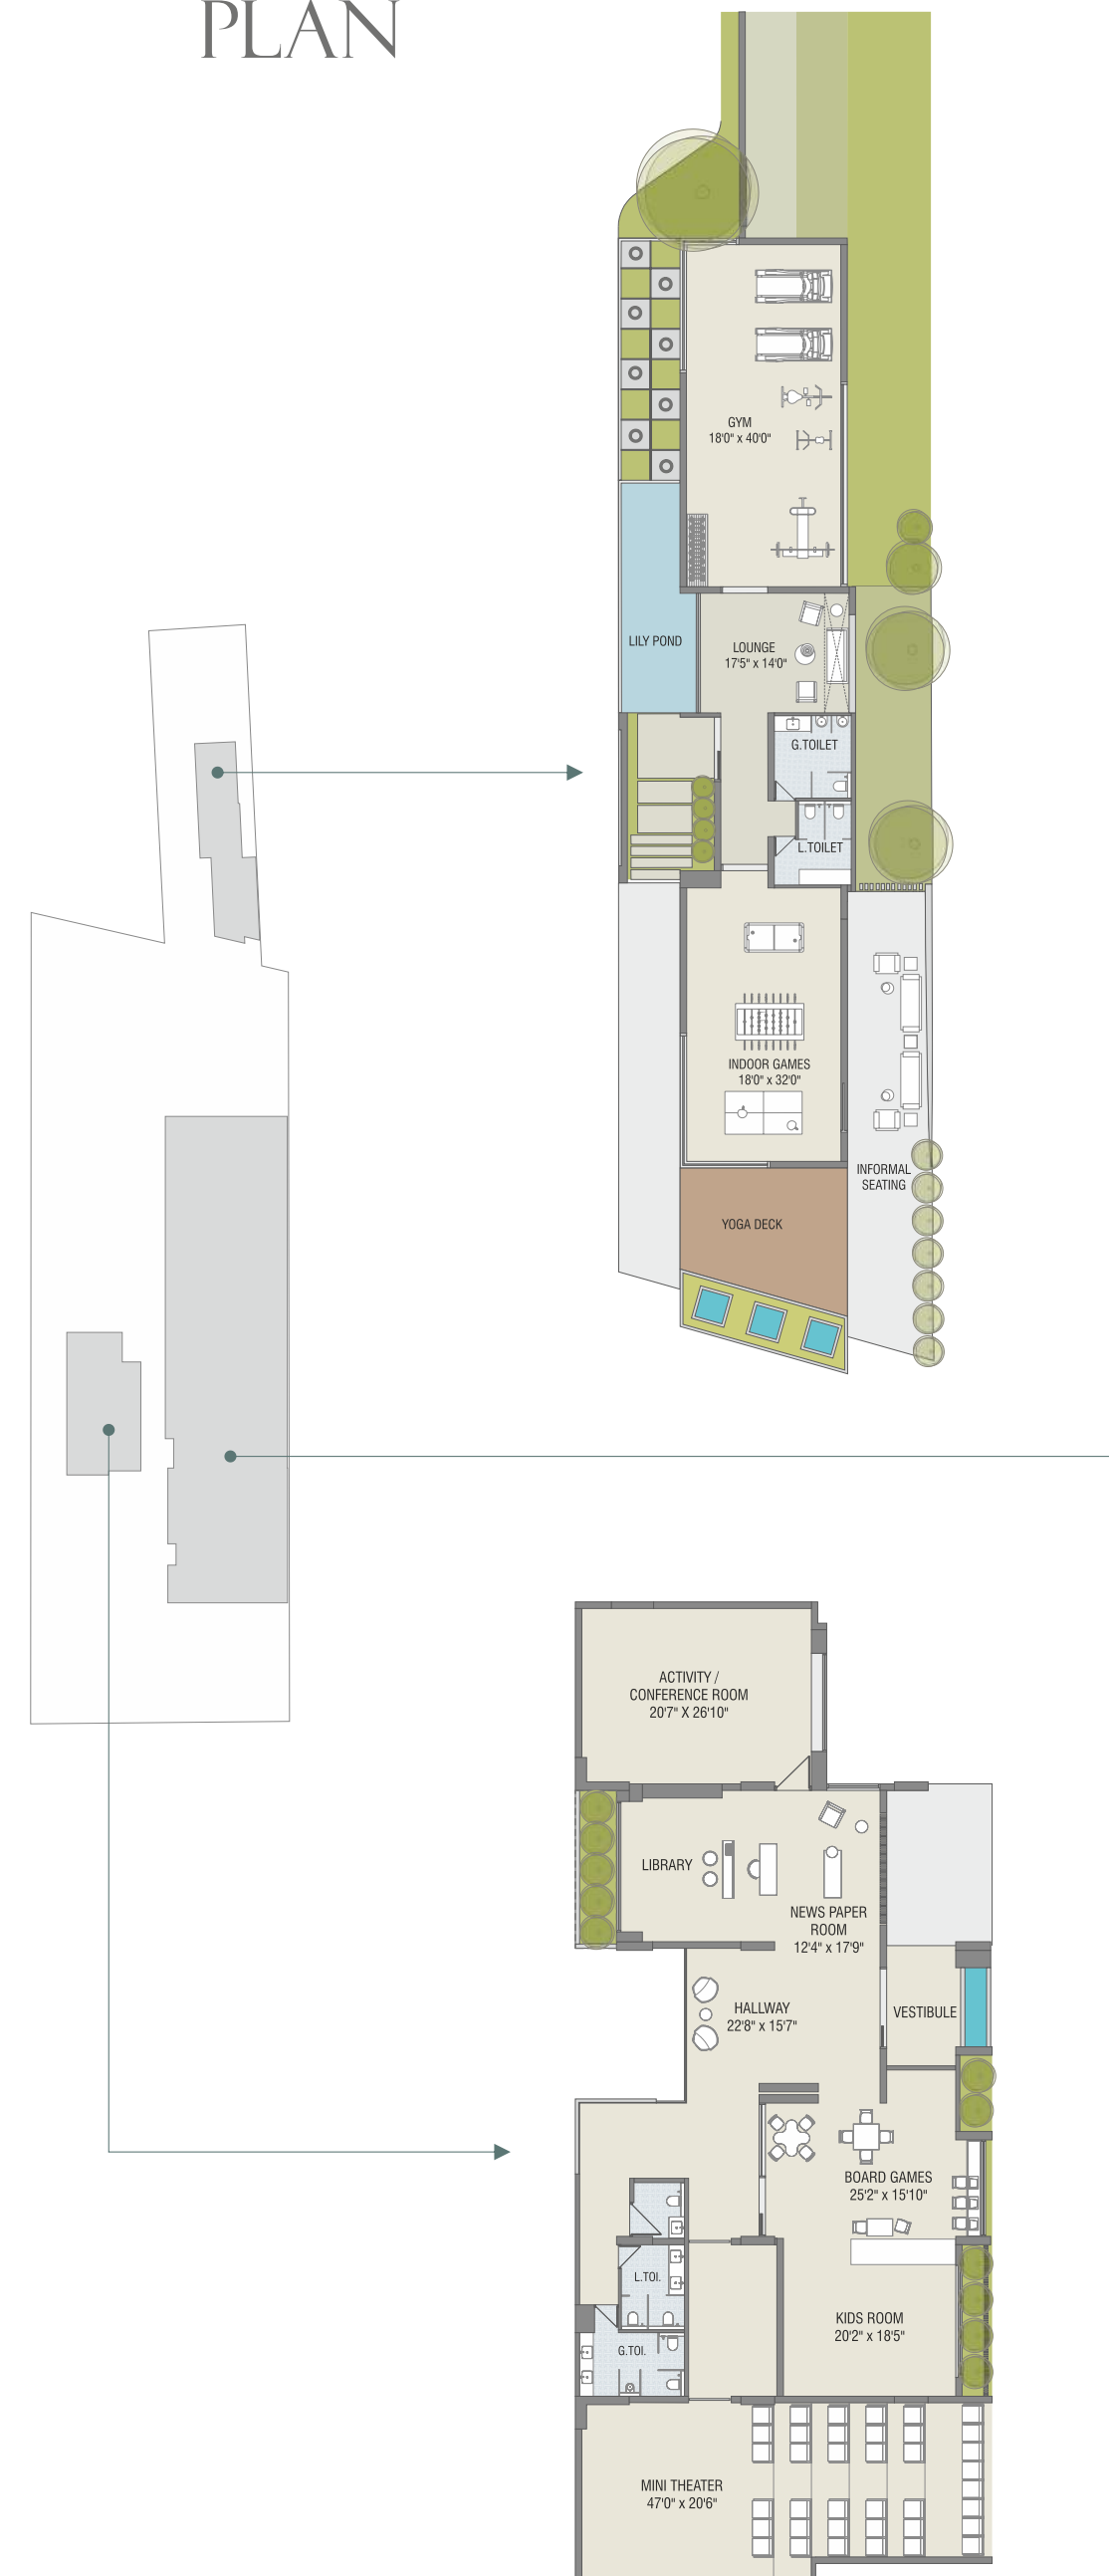 PLAN
GYM
18'0" x 40'0"
LILY POND
LOUNGE
17'5" x 14'0"
G.TOILET
L.TOILET
INDOOR GAMES
18'0" x 32'0"
INFORMAL
SEATING
YOGA DECK
ACTIVITY /
CONFERENCE ROOM
20'7" X 26'10"
LIBRARY
NEWS PAPER
ROOM
12'4" x 17'9"
HALLWAY
22'8" x 15'7"
VESTIBULE
BOARD GAMES
25'2" x 15'10"
L.TOI.
KIDS ROOM
20'2" x 18'5"
G.TOI.
MINI THEATER
47'0" x 20'6"